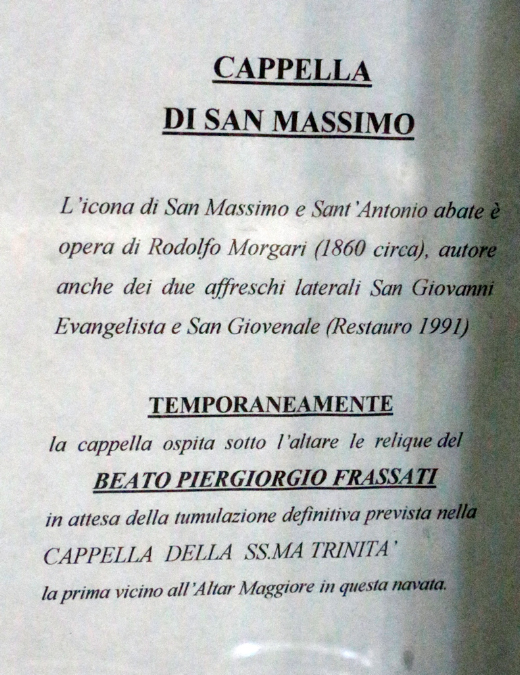 CAPPELLA
DI SAN MASSIMO
L'icona di San Massimo e Sant'Antonio abate è
opera di Rodolfo Morgari (1860 circa), autore
anche dei due affreschi laterali San Giovanni
Evangelista e San Giovenale (Restauro 1991)
TEMPORANEAMENTE
la cappella ospita sotto l'altare le relique del
BEATO PIERGIORGIO FRASSATI
in attesa della tumulazione definitiva prevista nella
CAPPELLA DELLA SS.MA TRINITA'
la prima vicino all'Altar Maggiore in questa navata.